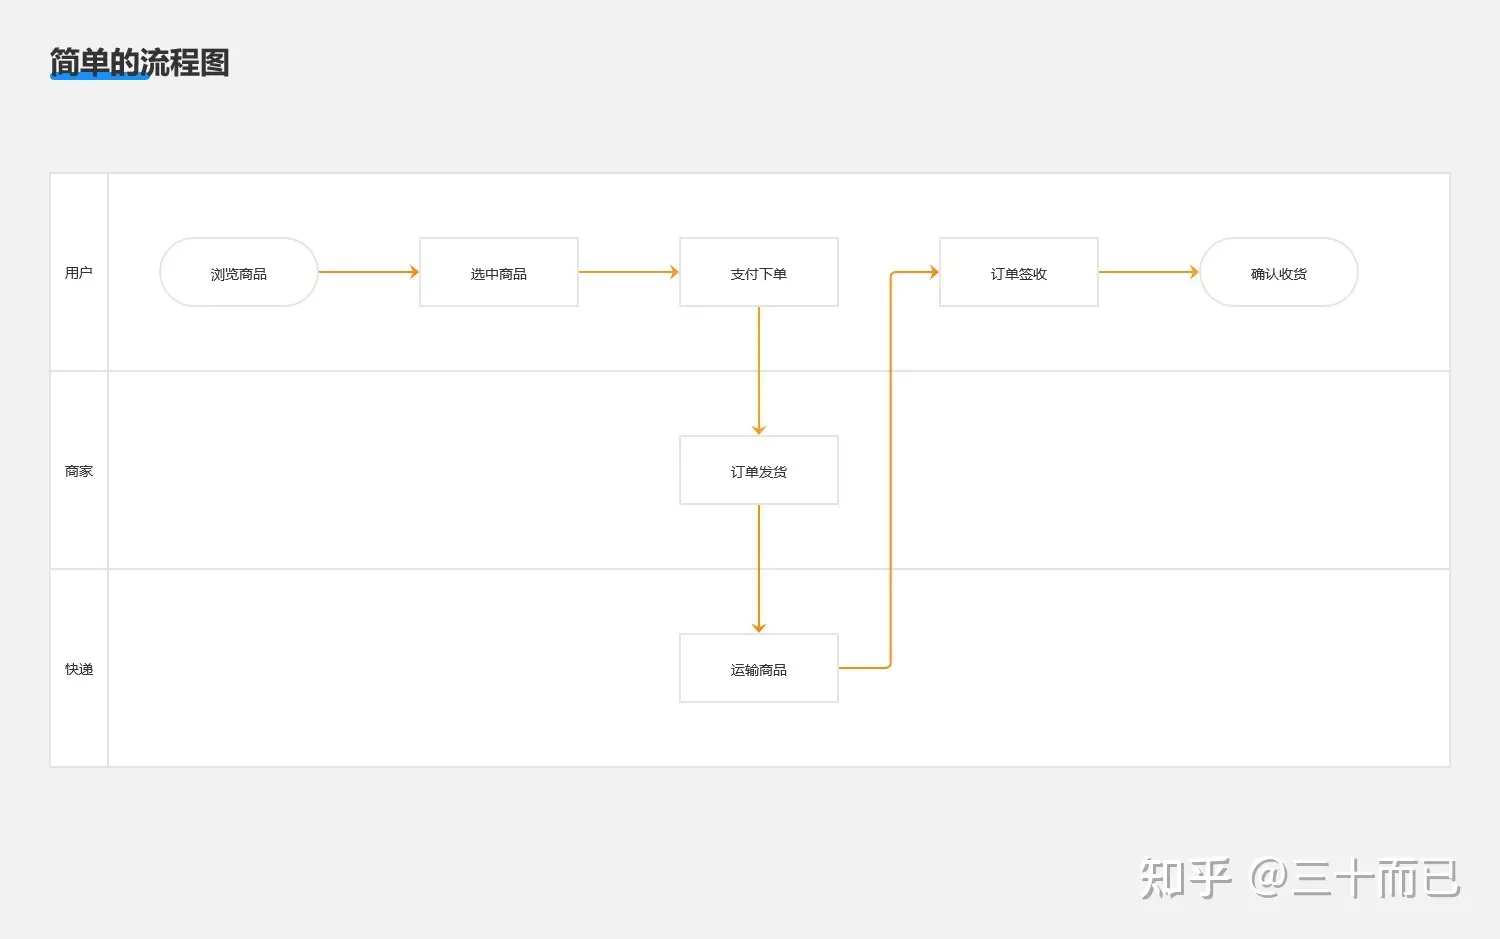 简单的流程图
用户
浏览商品
选中商品
支付下单
订单签收
确认收货
商家
订单发货
快递
运输商品
知乎 @三十而已